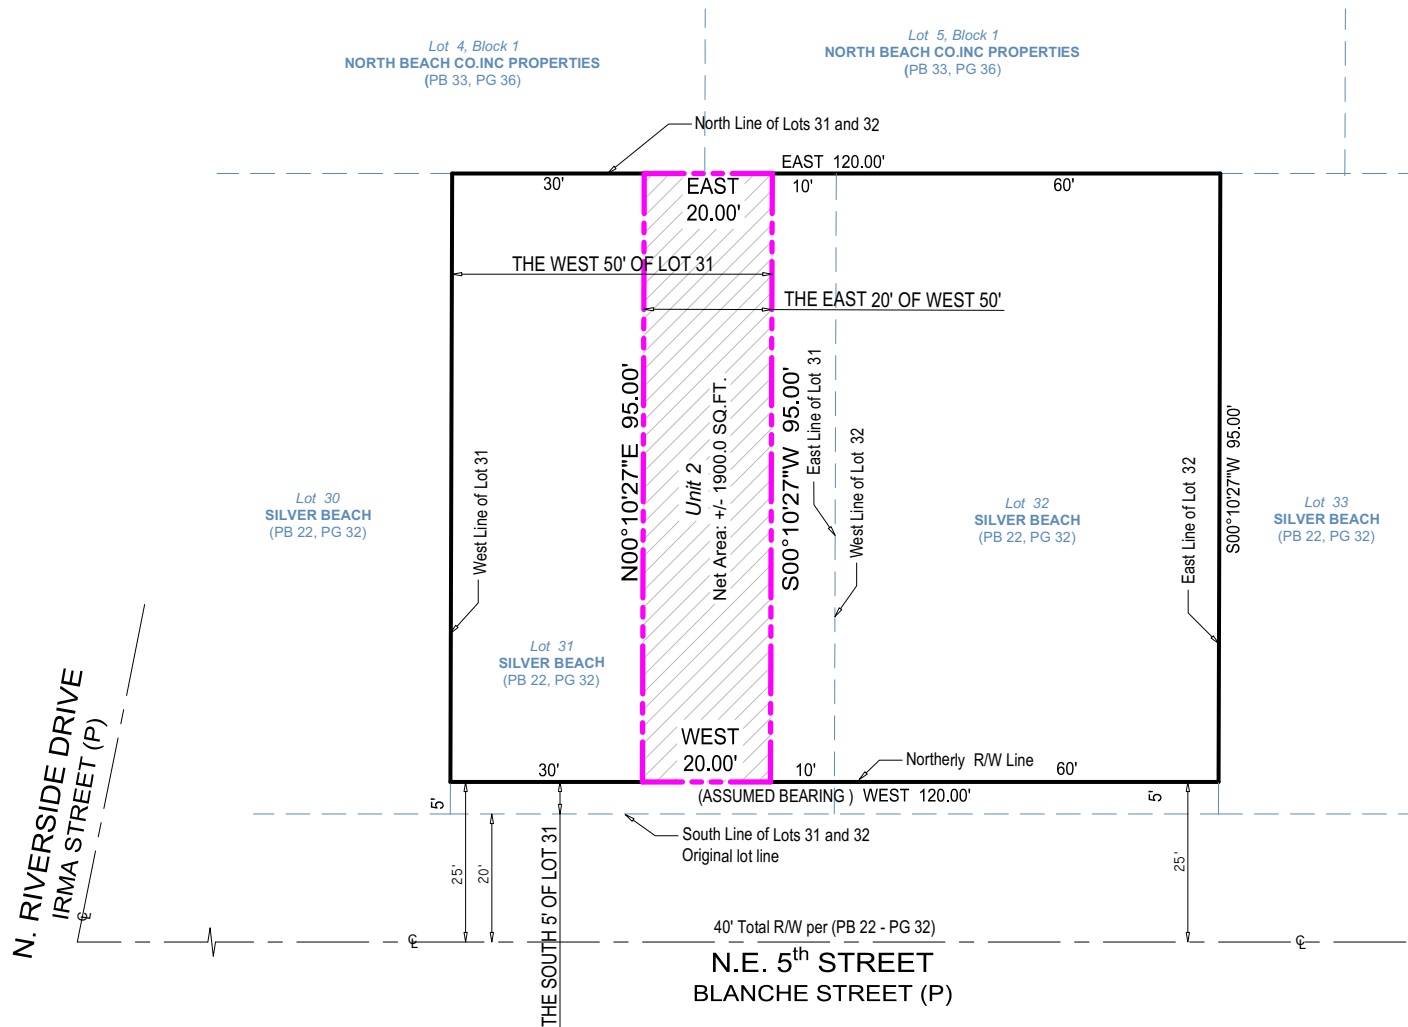 Lot 4, Block 1
NORTH BEACH CO.INC PROPERTIES
(PB 33, PG 36)
Lot 5, Block 1
NORTH BEACH CO.INC PROPERTIES
(PB 33, PG 36)
North Line of Lots 31 and 32
EAST 120.00'
30'
EAST
20.00'
10'
60'
THE WEST 50' OF LOT 31
THE EAST 20' OF WEST 50'
N00°10'27"E 95.00'
Unit 2
Net Area: +/- 1900.0 SQ.FT.
S00°10'27"W 95.00'
East Line of Lot 31
West Line of Lot 32
West Line of Lot 31
East Line of Lot 32
S00°10'27"W 95.00'
Lot 30
SILVER BEACH
(PB 22, PG 32)
Lot 32
SILVER BEACH
(PB 22, PG 32)
Lot 33
SILVER BEACH
(PB 22, PG 32)
Lot 31
SILVER BEACH
(PB 22, PG 32)
WEST
20.00'
30'
10'
Northerly R/W Line
60'
(ASSUMED BEARING ) WEST 120.00'
5'
5'
South Line of Lots 31 and 32
Original lot line
25'
20'
THE SOUTH 5' OF LOT 31
25'
N. RIVERSIDE DRIVE
IRMA STREET (P)
℄
℄
℄
40' Total R/W per (PB 22 - PG 32)
N.E. 5th STREET
BLANCHE STREET (P)